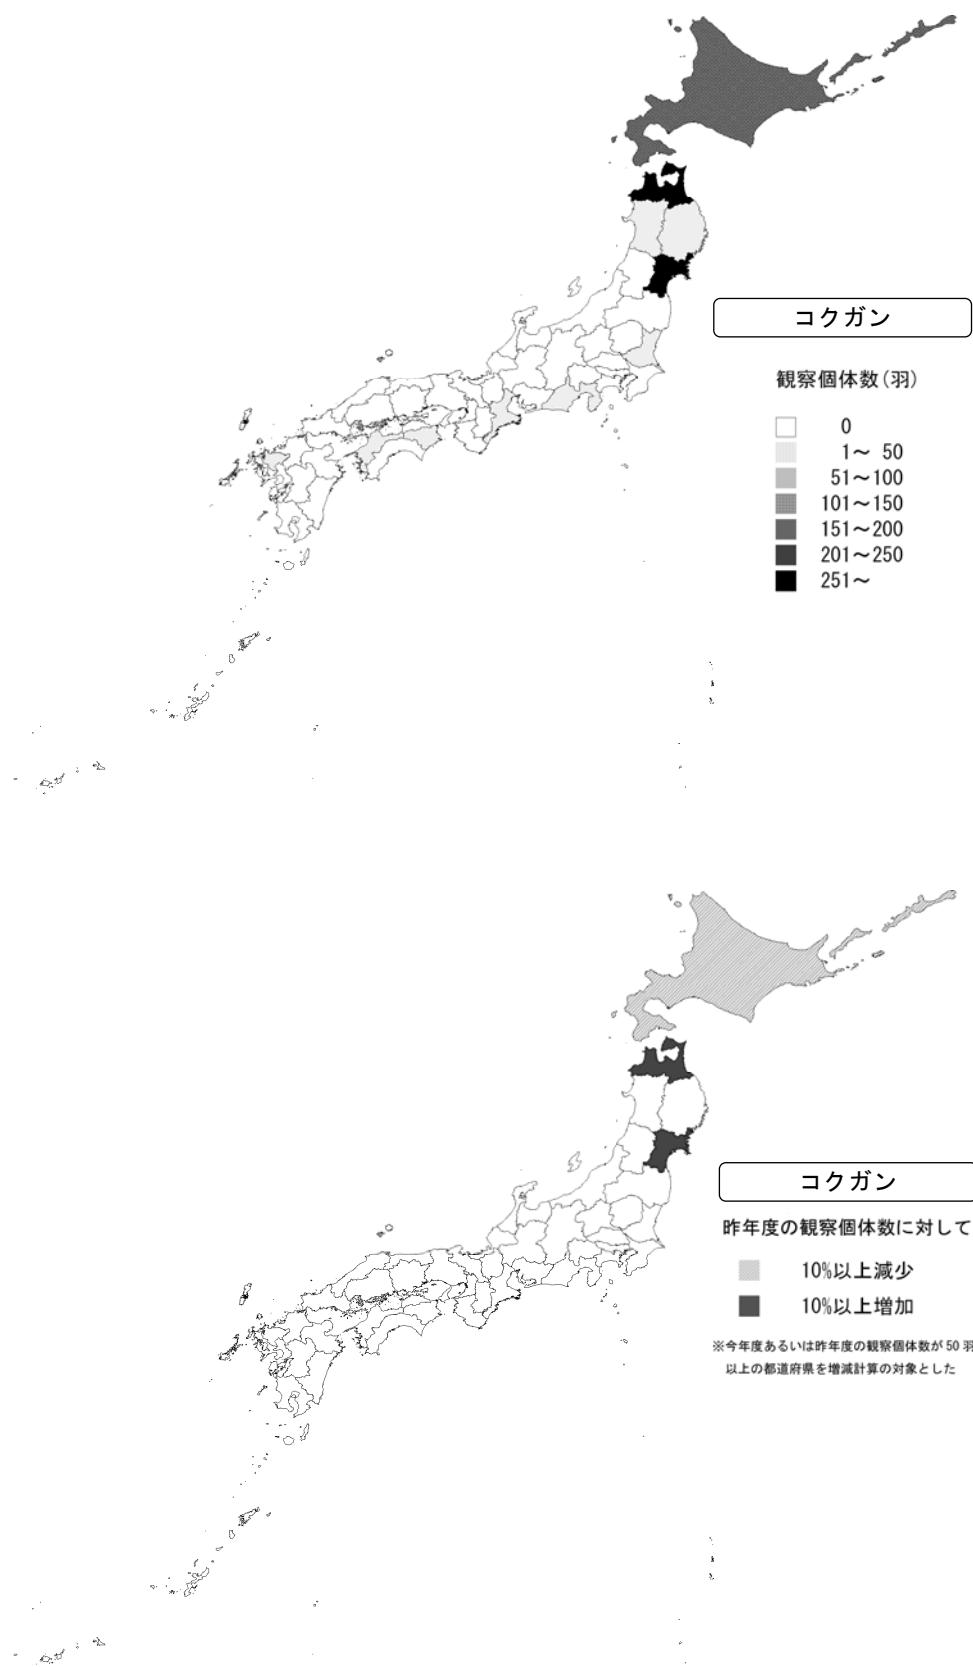 コクガン
観察個体数(羽)
0
1～ 50
51～100
101～150
151～200
201～250
251～
コクガン
昨年度の観察個体数に対して
10%以上減少
10%以上増加
※今年度あるいは昨年度の観察個体数が 50 羽
以上の都道府県を増減計算の対象とした